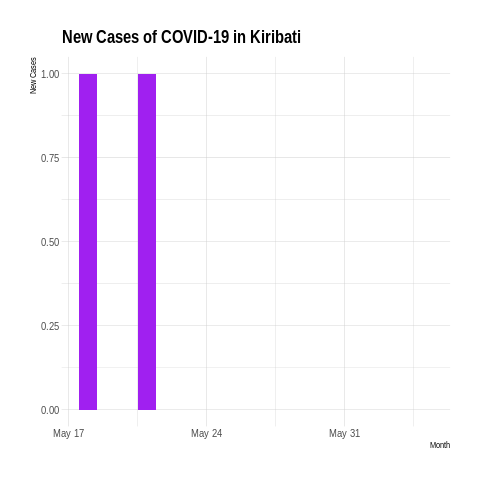 New Cases of COVID-19 in Kiribati
New Cases
1.00
0.75
0.50
0.25
0.00
May 17 May 24 May 31
Month